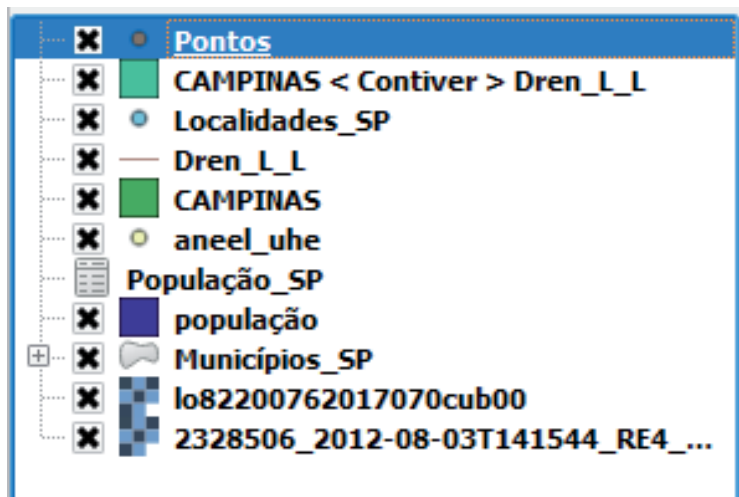 Pontos
CAMPINAS < Contiver > Dren_L_L
Localidades_SP
Dren_L_L
CAMPINAS
aneel_uhe
População_SP
população
Municípios_SP
lo82200762017070cub00
2328506_2012-08-03T141544_RE4_...